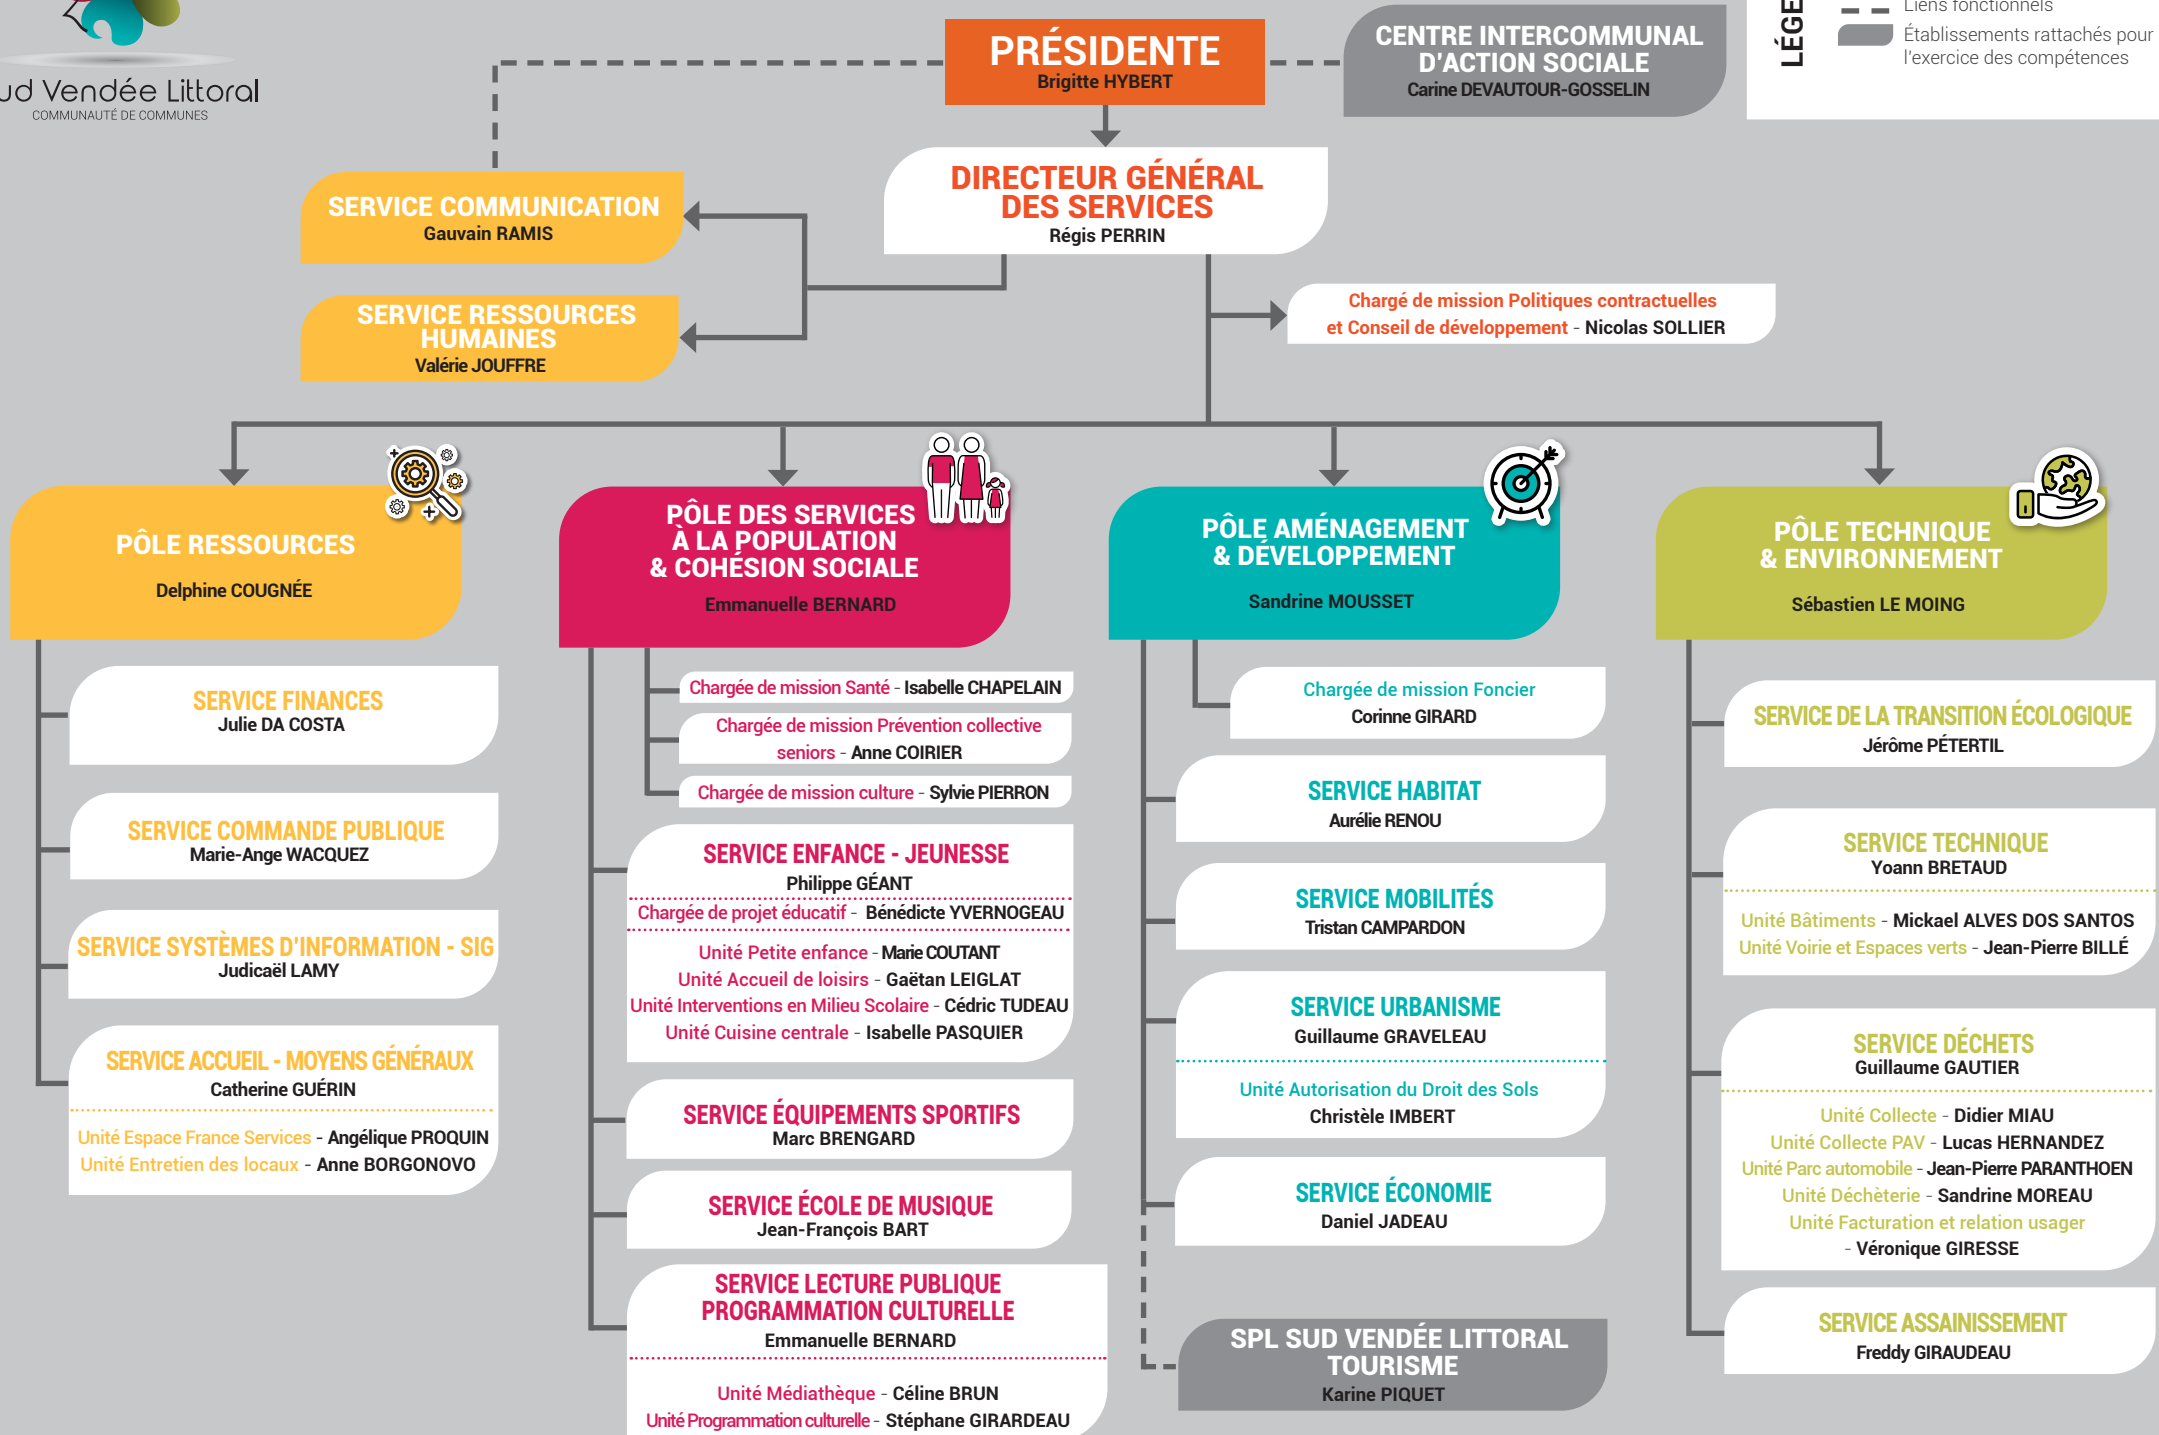 Vendée Littoral
COMMUNAUTÉ DE COMMUNES
PRÉSIDENTE
Brigitte HYBERT
CENTRE INTERCOMMUNAL
D'ACTION SOCIALE
Carine DEVAUTOUR-GOSSELIN
Liens fonctionnels
Établissements rattachés pour
l'exercice des compétences
DIRECTEUR GÉNÉRAL
DES SERVICES
Régis PERRIN
SERVICE COMMUNICATION
Gauvain RAMIS
SERVICE RESSOURCES
HUMAINES
Valérie JOUFFRE
Chargé de mission Politiques contractuelles
et Conseil de développement - Nicolas SOLLIER
PÔLE RESSOURCES
Delphine COUGNÉE
SERVICE FINANCES
Julie DA COSTA
SERVICE COMMANDE PUBLIQUE
Marie-Ange WACQUEZ
SERVICE SYSTÈMES D'INFORMATION - SIG
Judicaël LAMY
SERVICE ACCUEIL - MOYENS GÉNÉRAUX
Catherine GUÉRIN
Unité Espace France Services - Angélique PROQUIN
Unité Entretien des locaux - Anne BORGONOVO
PÔLE DES SERVICES
À LA POPULATION
& COHÉSION SOCIALE
Emmanuelle BERNARD
Chargée de mission Santé - Isabelle CHAPELAIN
Chargée de mission Prévention collective
seniors - Anne COIRIER
Chargée de mission culture - Sylvie PIERRON
SERVICE ENFANCE - JEUNESSE
Philippe GÉANT
Chargée de projet éducatif - Bénédicte YVERNOGEAU
Unité Petite enfance - Marie COUTANT
Unité Accueil de loisirs - Gaëtan LEIGLAT
Unité Interventions en Milieu Scolaire - Cédric TUDEAU
Unité Cuisine centrale - Isabelle PASQUIER
SERVICE ÉQUIPEMENTS SPORTIFS
Marc BRENGARD
SERVICE ÉCOLE DE MUSIQUE
Jean-François BART
SERVICE LECTURE PUBLIQUE
PROGRAMMATION CULTURELLE
Emmanuelle BERNARD
Unité Médiathèque - Céline BRUN
Unité Programmation culturelle - Stéphane GIRARDEAU
PÔLE AMÉNAGEMENT
& DÉVELOPPEMENT
Sandrine MOUSSET
Chargée de mission Foncier
Corinne GIRARD
SERVICE HABITAT
Aurélie RENOU
SERVICE MOBILITÉS
Tristan CAMPARDON
SERVICE URBANISME
Guillaume GRAVELEAU
Unité Autorisation du Droit des Sols
Christèle IMBERT
SERVICE ÉCONOMIE
Daniel JADEAU
SPL SUD VENDÉE LITTORAL
TOURISME
Karine PIQUET
PÔLE TECHNIQUE
& ENVIRONNEMENT
Sébastien LE MOING
SERVICE DE LA TRANSITION ÉCOLOGIQUE
Jérôme PÉTERTIL
SERVICE TECHNIQUE
Yoann BRETAUD
Unité Bâtiments - Mickael ALVES DOS SANTOS
Unité Voirie et Espaces verts - Jean-Pierre BILLÉ
SERVICE DÉCHETS
Guillaume GAUTIER
Unité Collecte - Didier MIAU
Unité Collecte PAV - Lucas HERNANDEZ
Unité Parc automobile - Jean-Pierre PARANTHOEN
Unité Déchèterie - Sandrine MOREAU
Unité Facturation et relation usager
- Véronique GIRESSE
SERVICE ASSAINISSEMENT
Freddy GIRAUDEAU